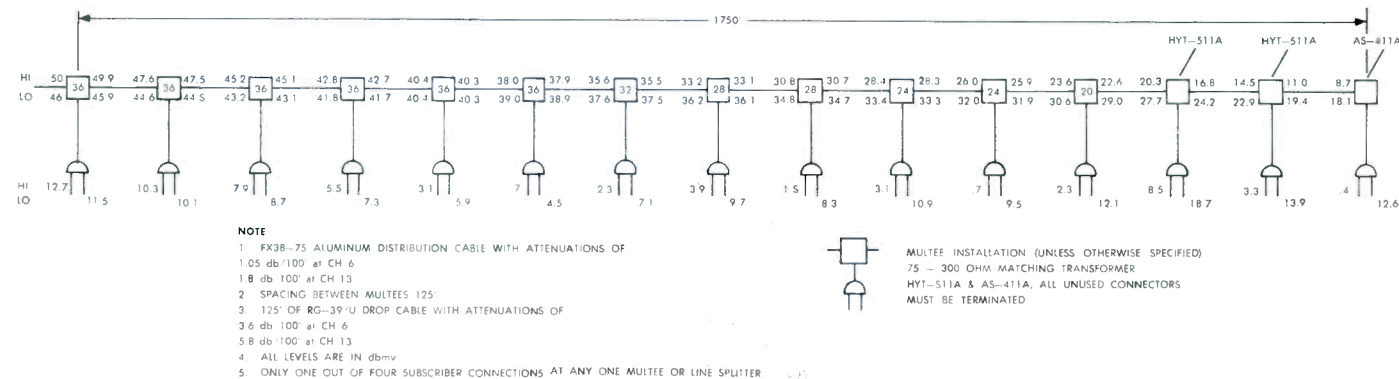 1750'
HYT-511A HYT-511A AS-411A
HI 50 49.9 47.6 47.5 45.2 45.1 42.8 42.7 40.4 40.3 38.0 37.9 35.6 35.5 33.2 33.1 30.8 30.7 28.4 28.3 26.0 25.9 23.6 22.6 20.3 16.8 14.5 11.0 8.7
36 36 36 36 36 36 32 28 28 24 24 20
LO 46 45.9 44.6 44 S 43.2 43.1 41.8 41.7 40.4 40.3 39.0 38.9 37.6 37.5 36.2 36.1 34.8 34.7 33.4 33.3 32.0 31.9 30.6 29.0 27.7 24.2 22.9 19.4 18.1
HI 12.7 10.3 7.9 5.5 3.1 .7 2.3 3.9 1 S 3.1 .7 2.3 8.5 3.3 .4
LO 11.5 10.1 8.7 7.3 5.9 4.5 7.1 9.7 8.3 10.9 9.5 12.1 18.7 13.9 12.6
NOTE
1 FX38-75 ALUMINUM DISTRIBUTION CABLE WITH ATTENUATIONS OF
1.05 db/100' at CH 6
1.8 db 100' at CH 13
2 SPACING BETWEEN MULTEES 125'
3. 125' OF RG-39/U DROP CABLE WITH ATTENUATIONS OF
3.6 db 100' at CH 6
5.8 db/100' at CH 13
4. ALL LEVELS ARE IN dbmv
5. ONLY ONE OUT OF FOUR SUBSCRIBER CONNECTIONS AT ANY ONE MULTEE OR LINE SPLITTER.
MULTEE INSTALLATION (UNLESS OTHERWISE SPECIFIED)
75 - 300 OHM MATCHING TRANSFORMER
HYT-511A & AS-411A, ALL UNUSED CONNECTORS
MUST BE TERMINATED